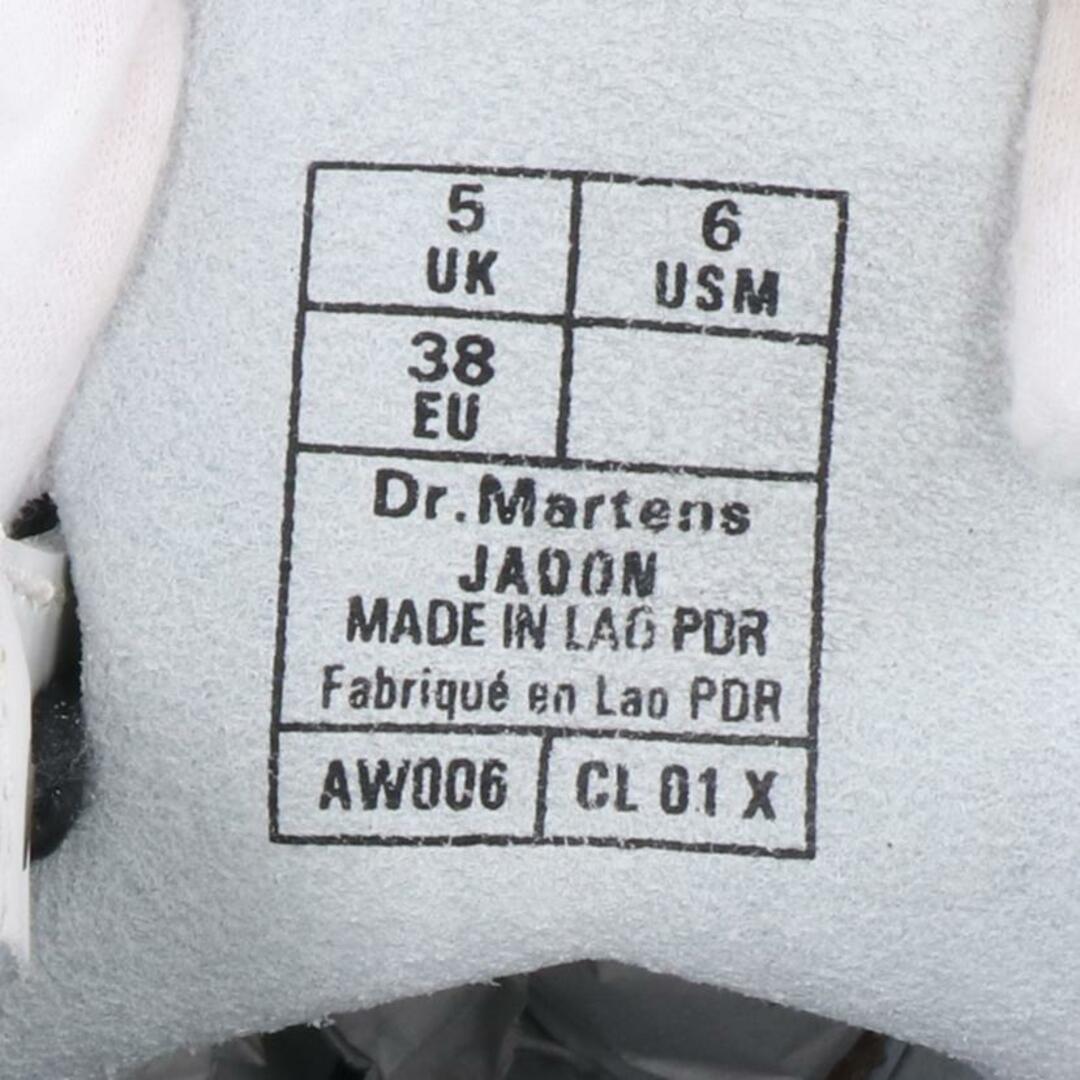 5
UK
6
USM
38
EU
Dr.Martens
JADON
MADE IN LAO PDR
Fabriqué en Lao PDR
AW006
CL 01 X